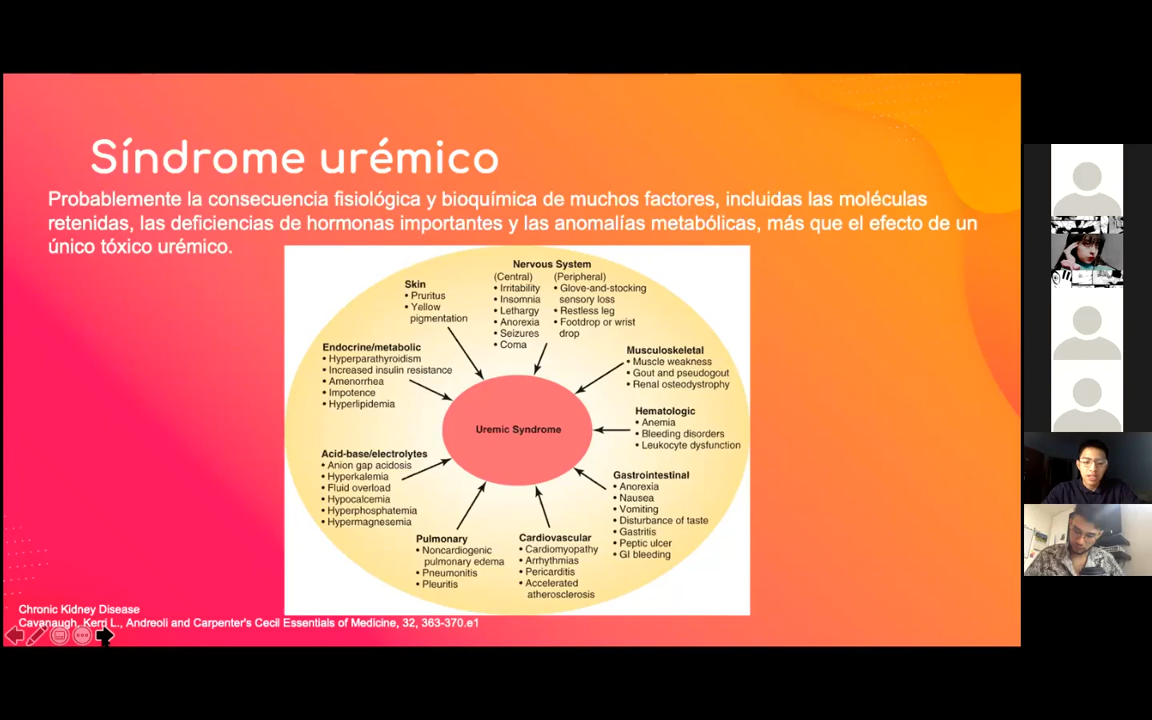 Síndrome urémico
Probablemente la consecuencia fisiológica y bioquímica de muchos factores, incluidas las moléculas
retenidas, las deficiencias de hormonas importantes y las anomalías metabólicas, más que el efecto de un
único tóxico urémico.
Nervous System
(Central)
• Irritability
• Insomnia
• Lethargy
• Anorexia
• Seizures
• Coma
(Peripheral)
• Glove-and-stocking
sensory loss
• Restless leg
• Footdrop or wrist
drop
Skin
• Pruritus
• Yellow
pigmentation
Endocrine/metabolic
• Hyperparathyroidism
• Increased insulin resistance
• Amenorrhea
• Impotence
• Hyperlipidemia
Musculoskeletal
• Muscle weakness
• Gout and pseudogout
• Renal osteodystrophy
Uremic Syndrome
Hematologic
• Anemia
• Bleeding disorders
• Leukocyte dysfunction
Acid-base/electrolytes
• Anion gap acidosis
• Hyperkalemia
• Fluid overload
• Hypocalcemia
• Hyperphosphatemia
• Hypermagnesemia
Gastrointestinal
• Anorexia
• Nausea
• Vomiting
• Disturbance of taste
• Gastritis
• Peptic ulcer
• GI bleeding
Pulmonary
• Noncardiogenic
pulmonary edema
• Pneumonitis
• Pleuritis
Cardiovascular
• Cardiomyopathy
• Arrhythmias
• Pericarditis
• Accelerated
atherosclerosis
Chronic Kidney Disease
Cavanaugh, Kerri L., Andreoli and Carpenter's Cecil Essentials of Medicine, 32, 363-370.e1